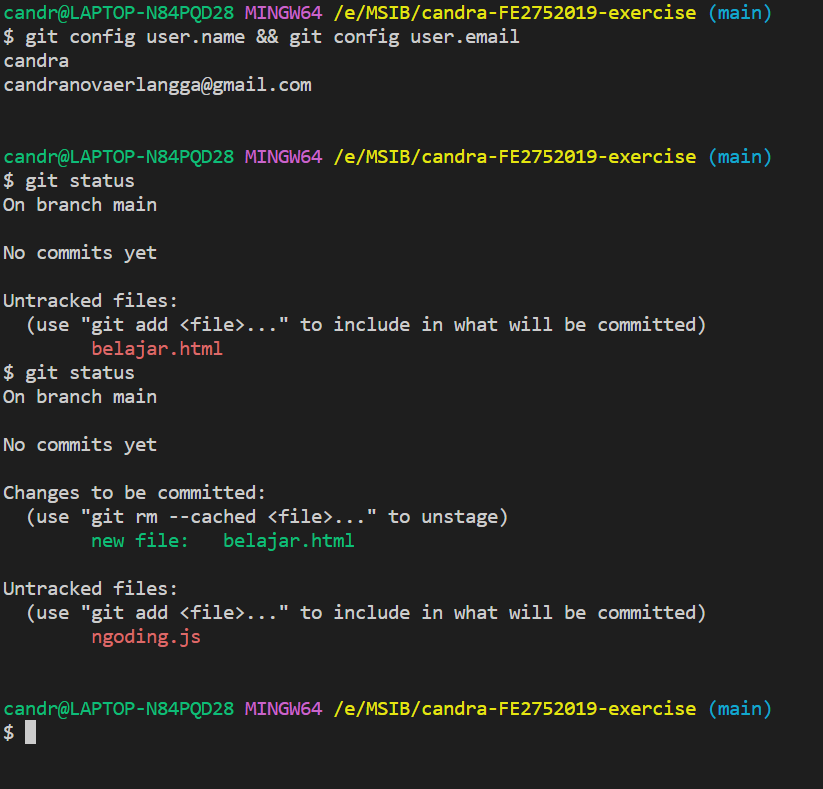 candr@LAPTOP-N84PQD28 MINGW64 /e/MSIB/candra-FE2752019-exercise (main)
$ git config user.name && git config user.email
candra
candranovaerlangga@gmail.com
candr@LAPTOP-N84PQD28 MINGW64 /e/MSIB/candra-FE2752019-exercise (main)
$ git status
On branch main
No commits yet
Untracked files:
  (use "git add <file>..." to include in what will be committed)
        belajar.html
$ git status
On branch main
No commits yet
Changes to be committed:
  (use "git rm --cached <file>..." to unstage)
        new file:   belajar.html
Untracked files:
  (use "git add <file>..." to include in what will be committed)
        ngoding.js
candr@LAPTOP-N84PQD28 MINGW64 /e/MSIB/candra-FE2752019-exercise (main)
$